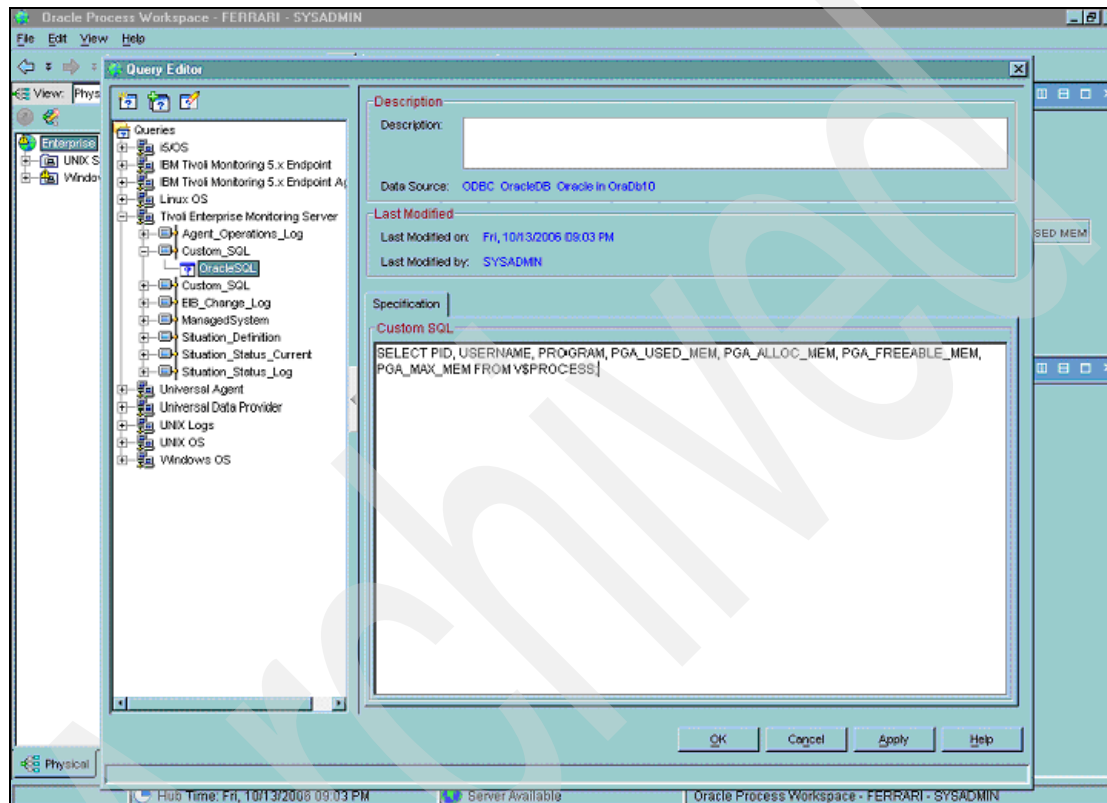 Oracle Process Workspace - FERRARI - SYSADMIN
File Edit View Help
Query Editor
View: Phys
Enterprise
UNIX S
Windo
Queries
i5/OS
IBM Tivoli Monitoring 5.x Endpoint
IBM Tivoli Monitoring 5.x Endpoint Ag
Linux OS
Tivoli Enterprise Monitoring Server
Agent_Operations_Log
Custom_SQL
OracleSQL
Custom_SQL
EIB_Change_Log
ManagedSystem
Situation_Definition
Situation_Status_Current
Situation_Status_Log
Universal Agent
Universal Data Provider
UNIX Logs
UNIX OS
Windows OS
Description
Description:
Data Source: ODBC OracleDB Oracle in OraDb10
Last Modified
Last Modified on: Fri, 10/13/2006 09:03 PM
Last Modified by: SYSADMIN
Specification
Custom SQL
SELECT PID, USERNAME, PROGRAM, PGA_USED_MEM, PGA_ALLOC_MEM, PGA_FREEABLE_MEM,
PGA_MAX_MEM FROM V$PROCESS;
SED MEM
OK Cancel Apply Help
Physical
Hub Time: Fri, 10/13/2006 09:03 PM
Server Available
Oracle Process Workspace - FERRARI - SYSADMIN
Archived